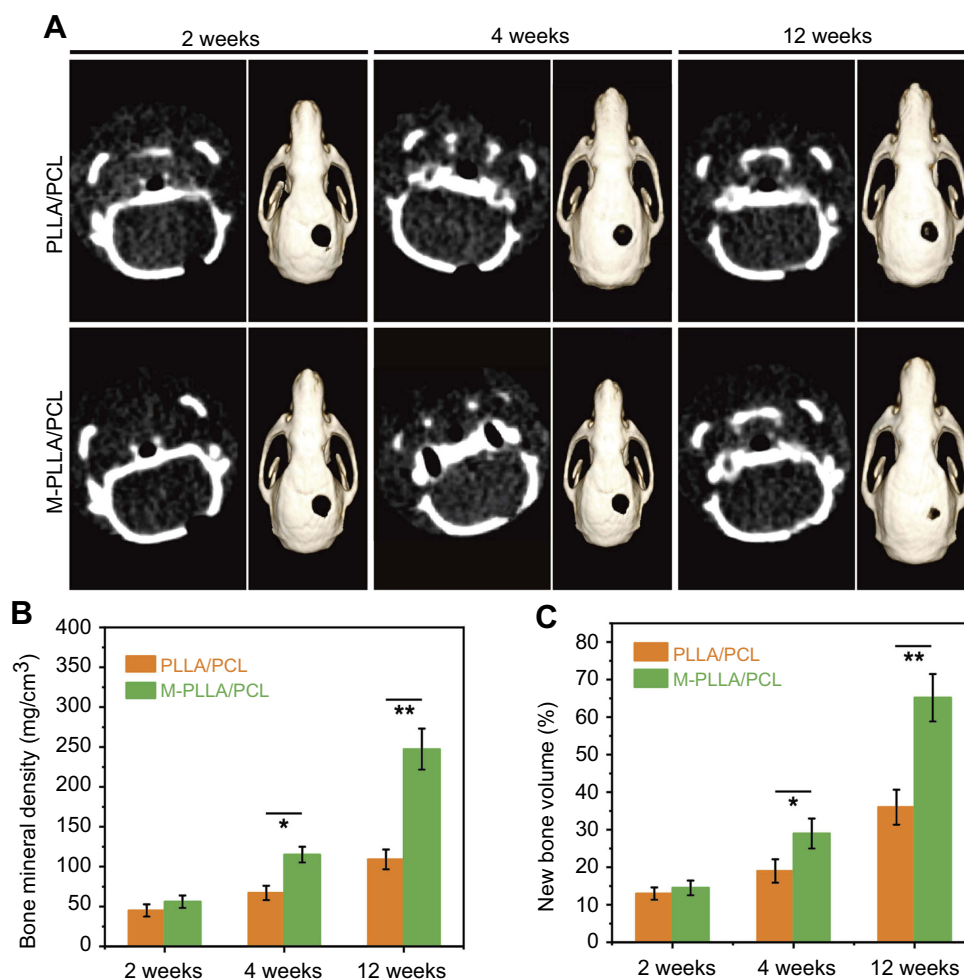 A
2 weeks
4 weeks
12 weeks
PLLA/PCL
M-PLLA/PCL
B
Bone mineral density (mg/cm³)
400
350
300
250
200
150
100
50
0
PLLA/PCL
M-PLLA/PCL
*
**
2 weeks
4 weeks
12 weeks
C
New bone volume (%)
80
70
60
50
40
30
20
10
0
PLLA/PCL
M-PLLA/PCL
*
**
2 weeks
4 weeks
12 weeks